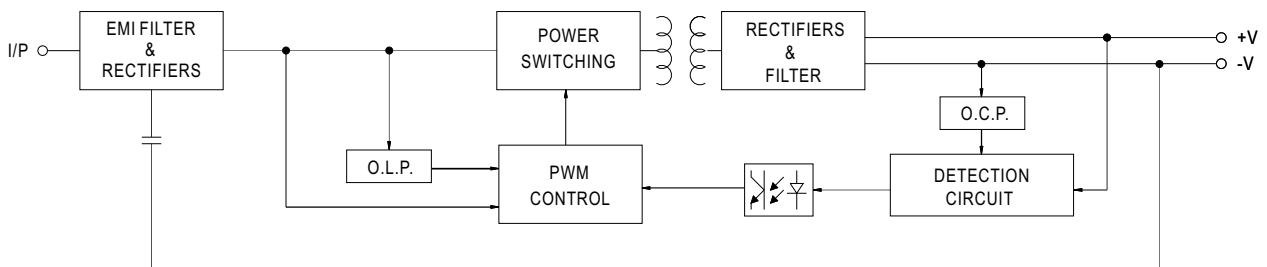 I/P
EMI FILTER
&
RECTIFIERS
POWER
SWITCHING
RECTIFIERS
&
FILTER
+V
-V
O.C.P.
O.L.P.
PWM
CONTROL
DETECTION
CIRCUIT